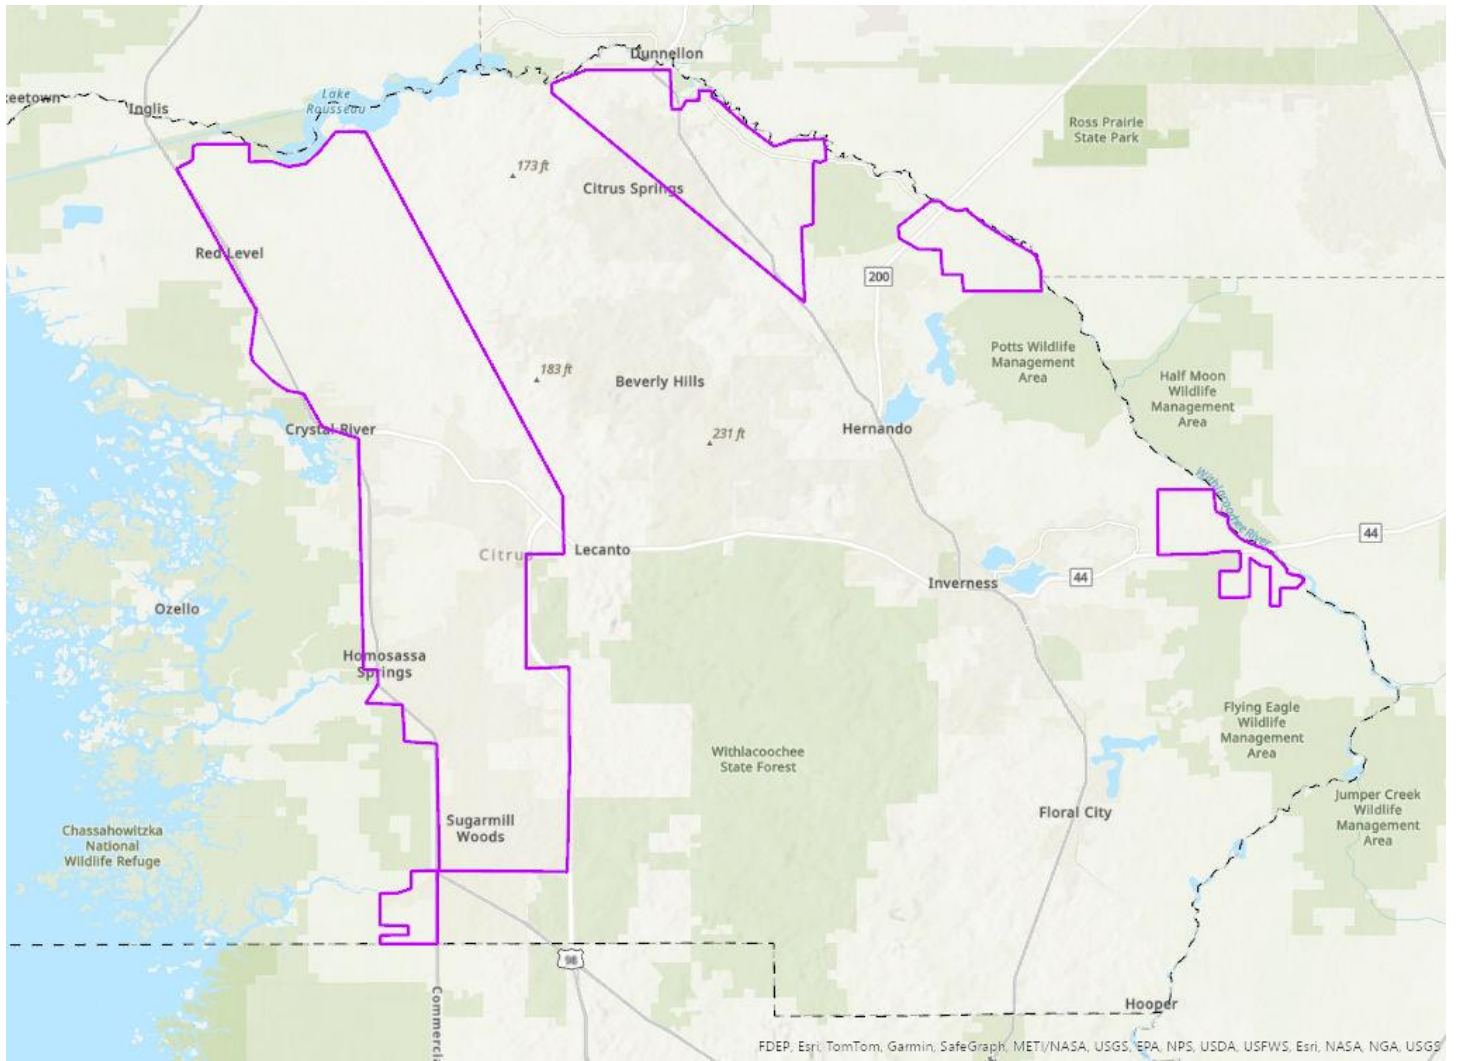 Dunnellon
Lake
Rousseau
Inglis
Ross Prairie
State Park
173 ft
Citrus Springs
Red Level
200
Potts Wildlife
Management
Area
183 ft
Beverly Hills
Half Moon
Wildlife
Management
Area
Crystal River
231 ft
Hernando
Withlacoochee River
44
Citrus
Lecanto
Inverness
44
Ozello
Homosassa
Springs
Flying Eagle
Wildlife
Management
Area
Withlacoochee
State Forest
Jumper Creek
Wildlife
Management
Area
Sugarmill
Woods
Floral City
Chassahowitzka
National
Wildlife Refuge
98
Hooper
FDEP, Esri, TomTom, Garmin, SafeGraph, METI/NASA, USGS, EPA, NPS, USDA, USFWS, Esri, NASA, NGA, USGS